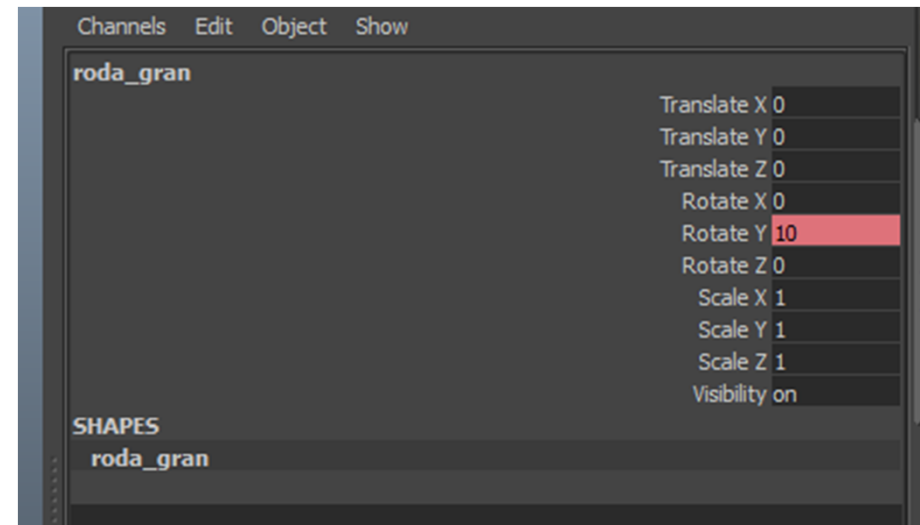 Channels Edit Object Show
roda_gran
Translate X 0
Translate Y 0
Translate Z 0
Rotate X 0
Rotate Y 10
Rotate Z 0
Scale X 1
Scale Y 1
Scale Z 1
Visibility on
SHAPES
roda_gran